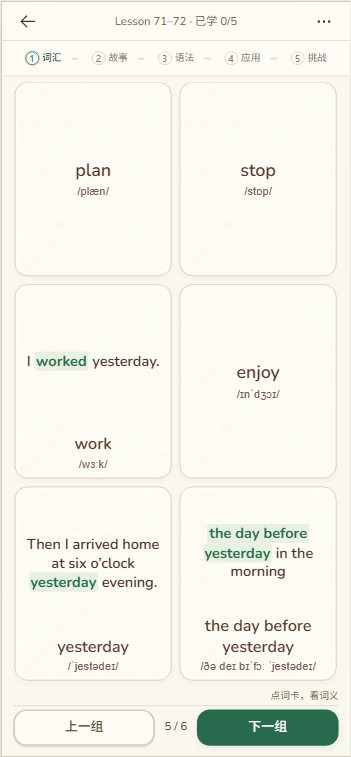 Lesson 71–72 · 已学 0/5
1 词汇 – 2 故事 – 3 语法 – 4 应用 – 5 挑战
plan
/plæn/
stop
/stɒp/
I worked yesterday.
work
/wɜːk/
enjoy
/ɪnˈdʒɔɪ/
Then I arrived home
at six o’clock
yesterday evening.
yesterday
/ˈjestədeɪ/
the day before
yesterday in the
morning
the day before
yesterday
/ðə deɪ bɪˈfɔː ˈjestədeɪ/
点词卡，看词义
上一组
5 / 6
下一组